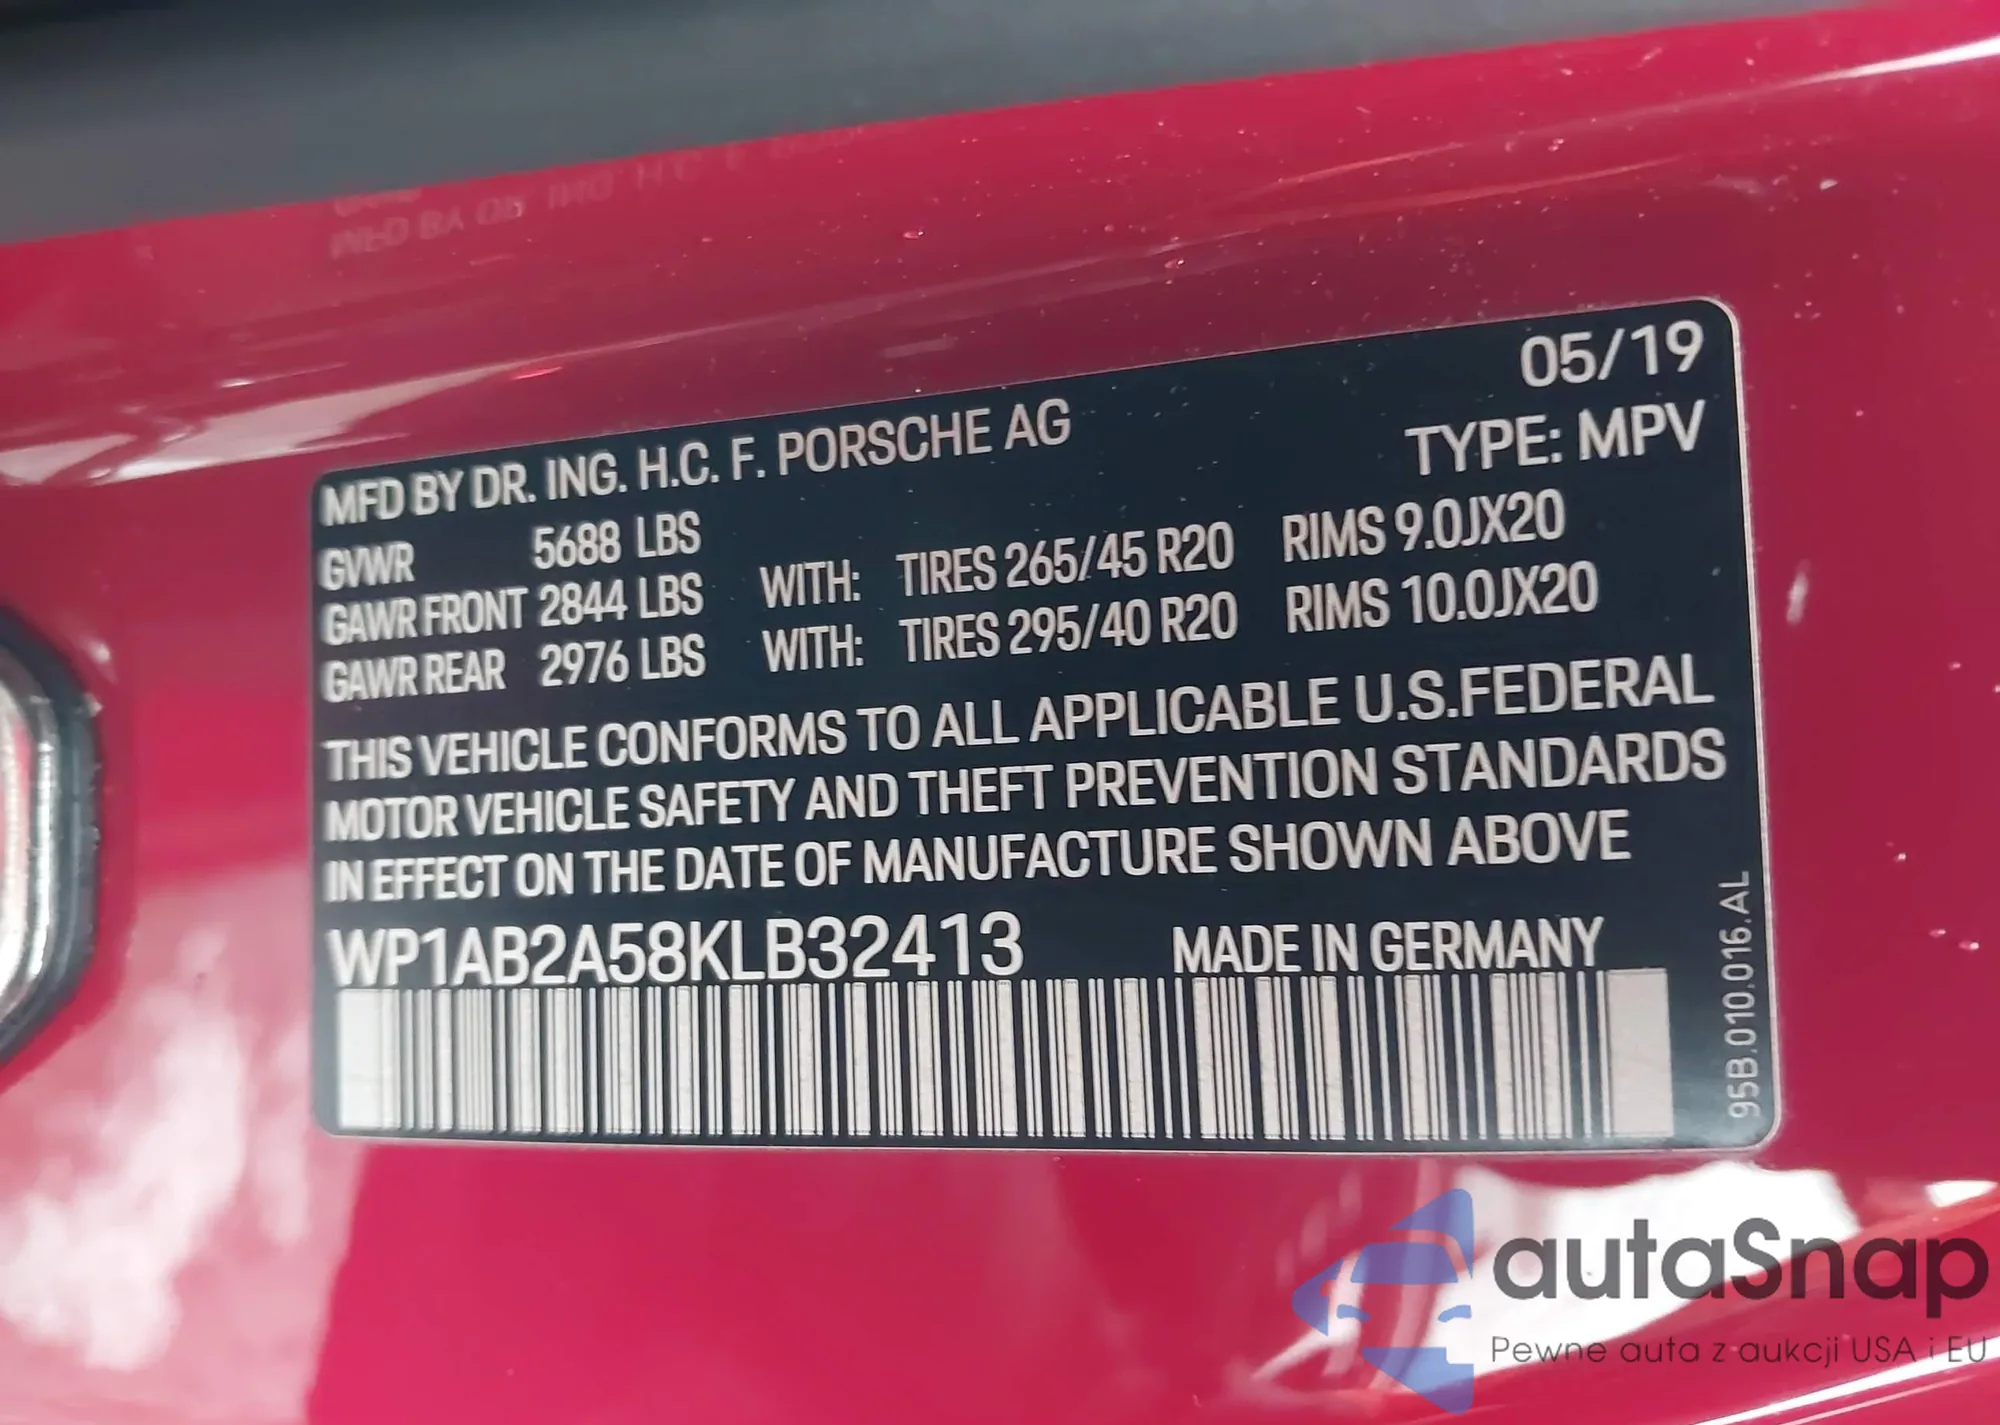 05/19
MFD BY DR. ING. H.C. F. PORSCHE AG TYPE: MPV
GVWR 5688 LBS
GAWR FRONT 2844 LBS WITH: TIRES 265/45 R20 RIMS 9.0JX20
GAWR REAR 2976 LBS WITH: TIRES 295/40 R20 RIMS 10.0JX20
THIS VEHICLE CONFORMS TO ALL APPLICABLE U.S.FEDERAL
MOTOR VEHICLE SAFETY AND THEFT PREVENTION STANDARDS
IN EFFECT ON THE DATE OF MANUFACTURE SHOWN ABOVE
WP1AB2A58KLB32413 MADE IN GERMANY
95B.010.016.AL
autaSnap
Pewne auta z aukcji USA i EU